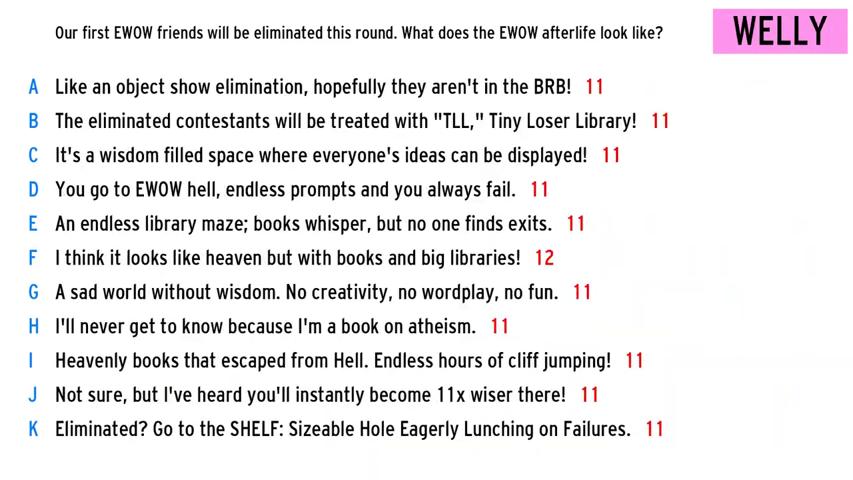 Our first EWOW friends will be eliminated this round. What does the EWOW afterlife look like?
WELLY
A Like an object show elimination, hopefully they aren't in the BRB! 11
B The eliminated contestants will be treated with "TLL," Tiny Loser Library! 11
C It's a wisdom filled space where everyone's ideas can be displayed! 11
D You go to EWOW hell, endless prompts and you always fail. 11
E An endless library maze; books whisper, but no one finds exits. 11
F I think it looks like heaven but with books and big libraries! 12
G A sad world without wisdom. No creativity, no wordplay, no fun. 11
H I'll never get to know because I'm a book on atheism. 11
I Heavenly books that escaped from Hell. Endless hours of cliff jumping! 11
J Not sure, but I've heard you'll instantly become 11x wiser there! 11
K Eliminated? Go to the SHELF: Sizeable Hole Eagerly Lunching on Failures. 11